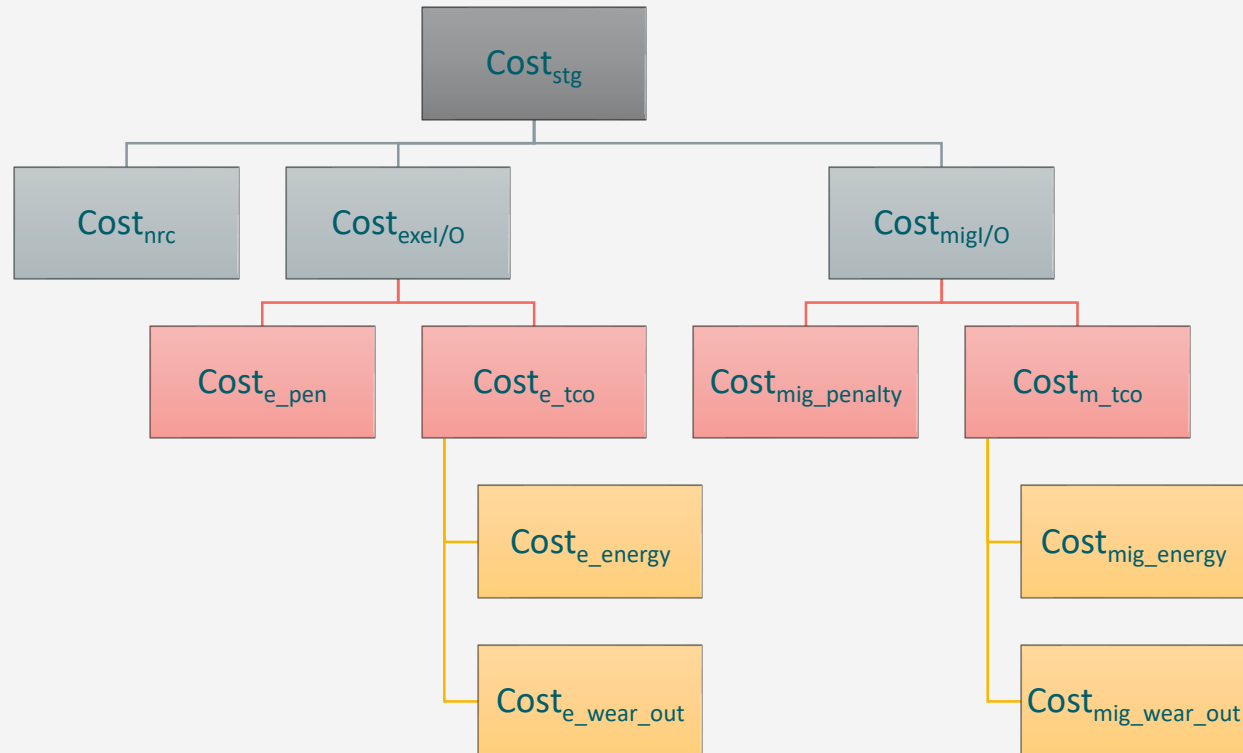 Cost_stg
Cost_nrc
Cost_exeI/O
Cost_migI/O
Cost_e_pen
Cost_e_tco
Cost_mig_penalty
Cost_m_tco
Cost_e_energy
Cost_mig_energy
Cost_e_wear_out
Cost_mig_wear_out